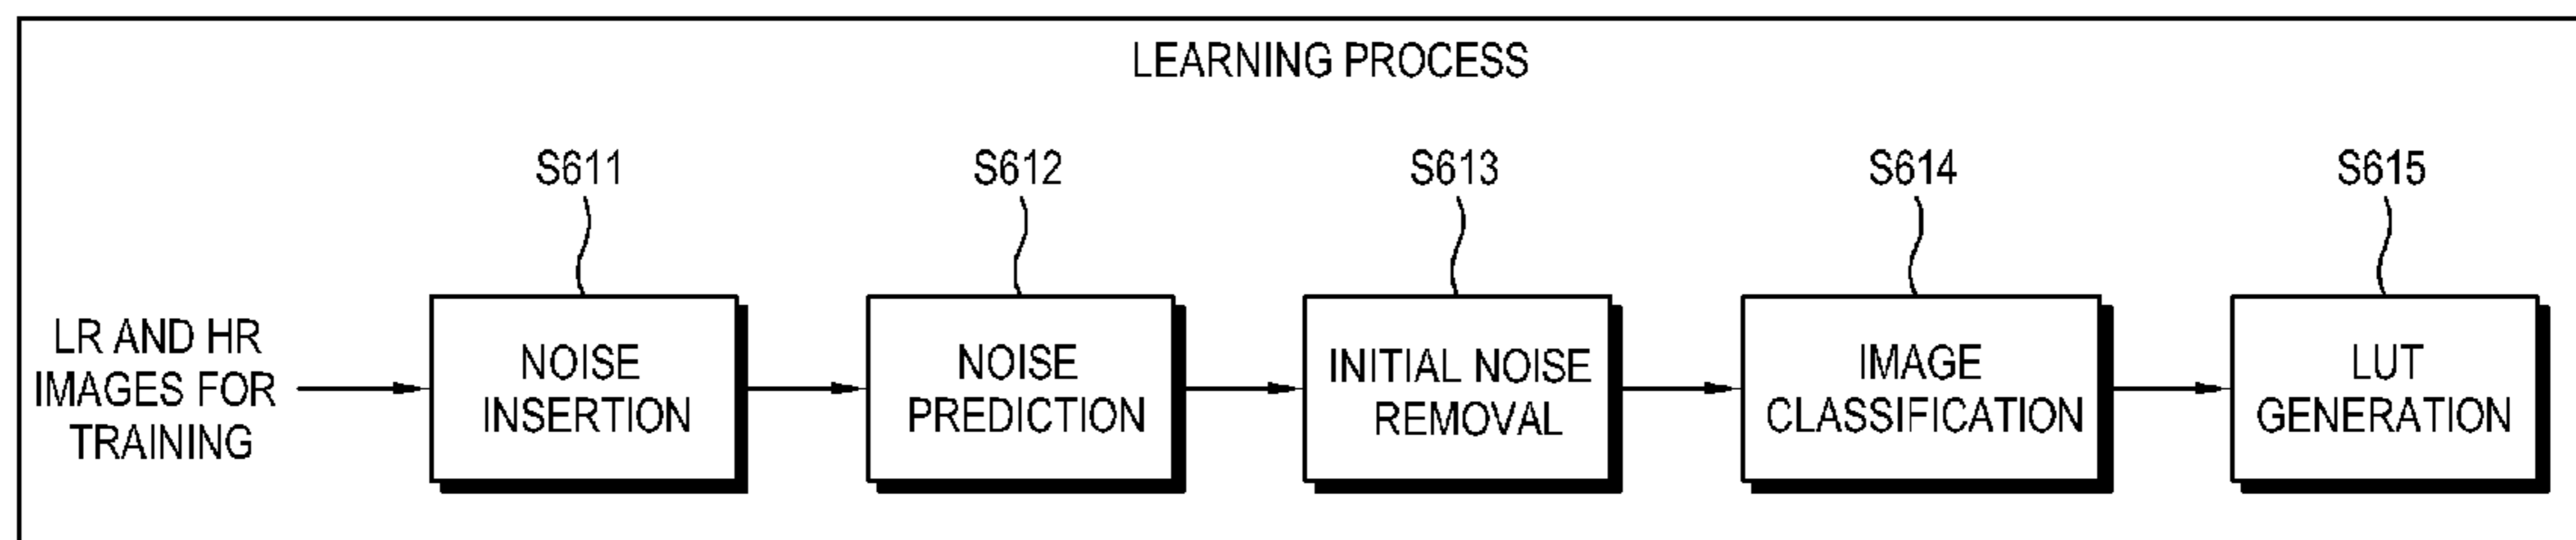 LEARNING PROCESS
S611
S612
S613
S614
S615
LR AND HR
IMAGES FOR
TRAINING
NOISE
INSERTION
NOISE
PREDICTION
INITIAL NOISE
REMOVAL
IMAGE
CLASSIFICATION
LUT
GENERATION